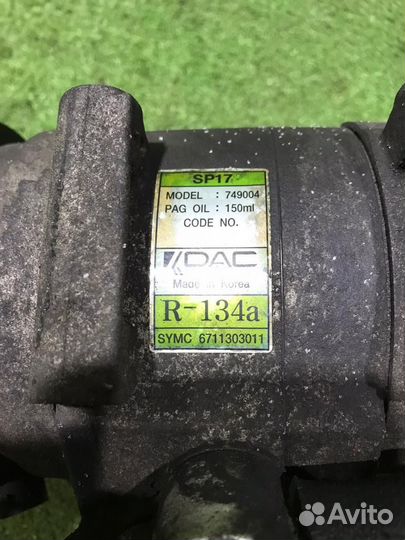 SP17
MODEL : 749004
PAG OIL : 150ml
CODE NO.
DAC
Made in Korea
R-134a
SYMC 6711303011
Avito